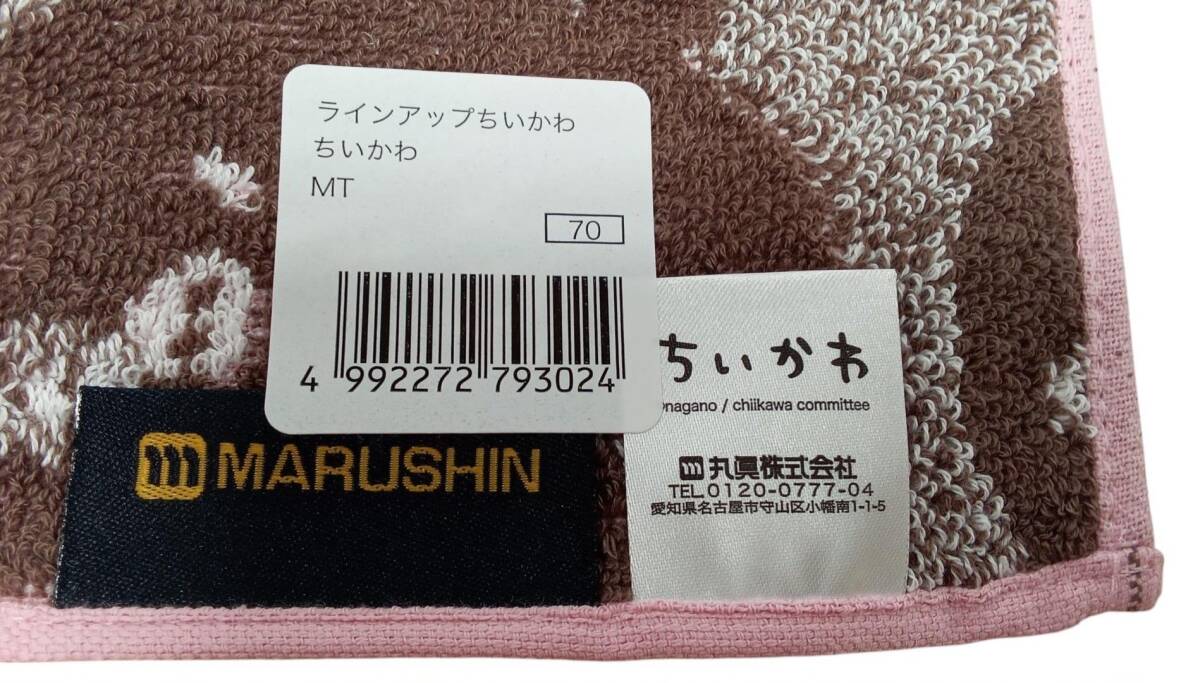 ラインアップちいかわ
ちいかわ
MT
70
4 992272 793024
MARUSHIN
ちいかわ
nagano / chiikawa committee
丸眞株式会社
TEL.0120-0777-04
愛知県名古屋市守山区小幡南1-1-5